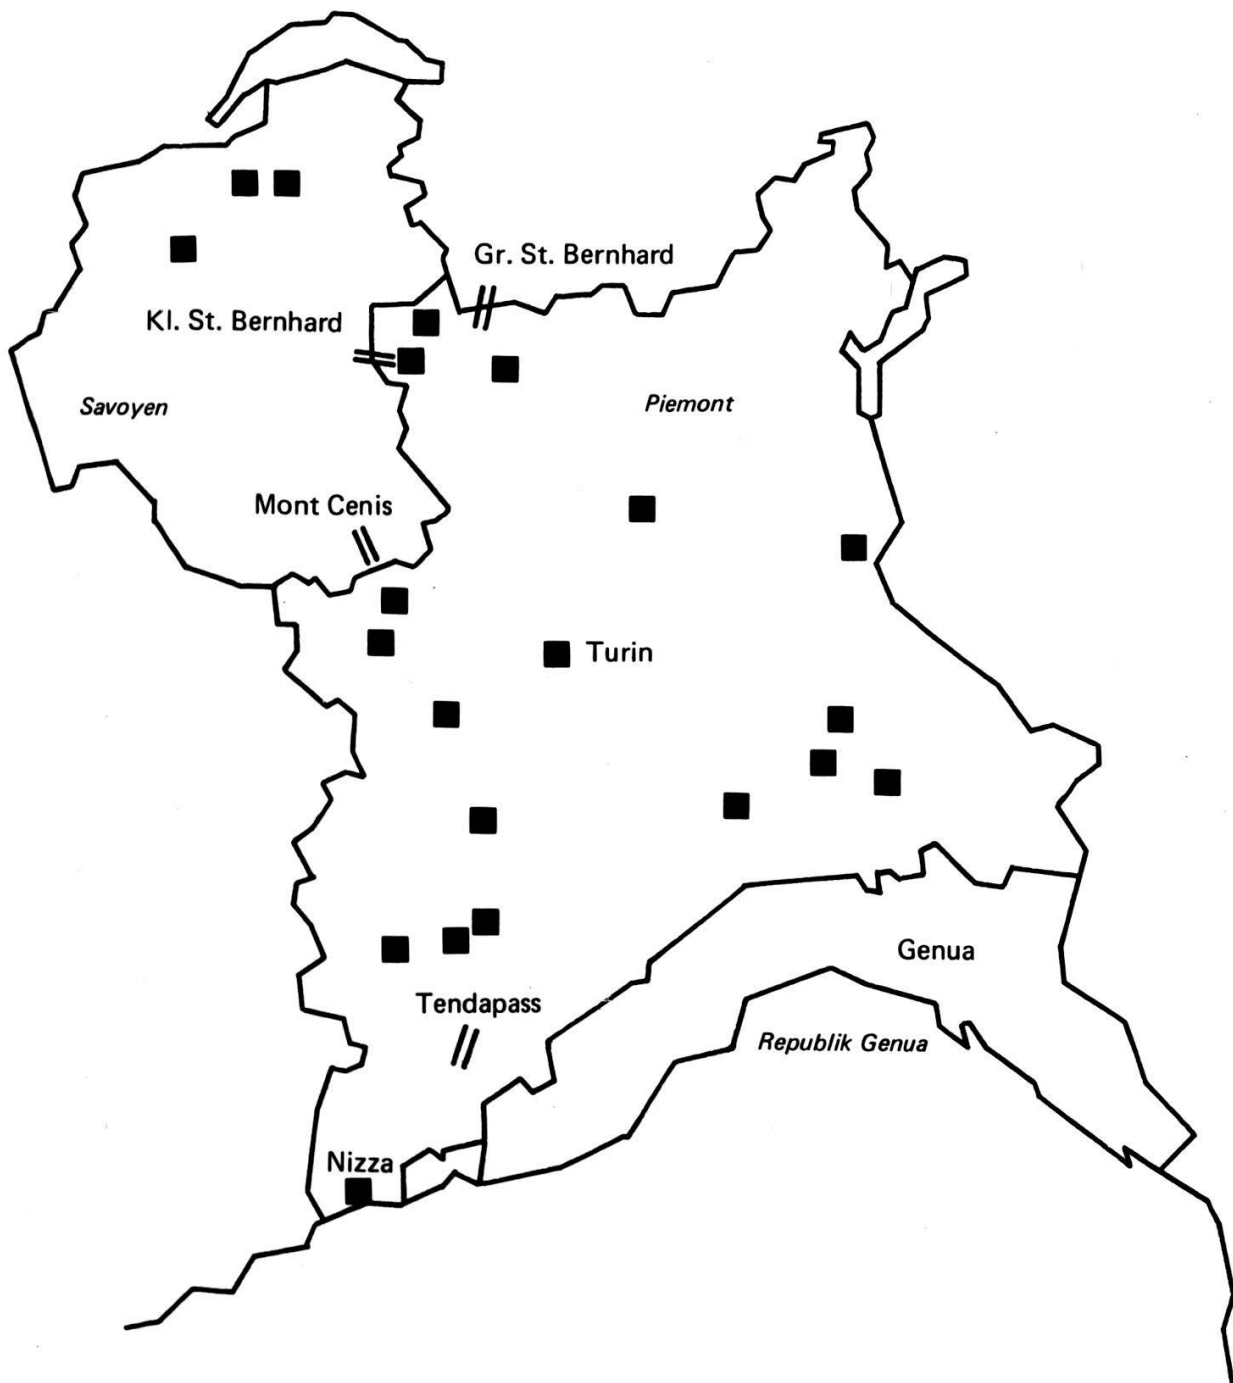 Gr. St. Bernhard
Kl. St. Bernhard
Savoyen
Piemont
Mont Cenis
Turin
Genua
Tendapass
Republik Genua
Nizza